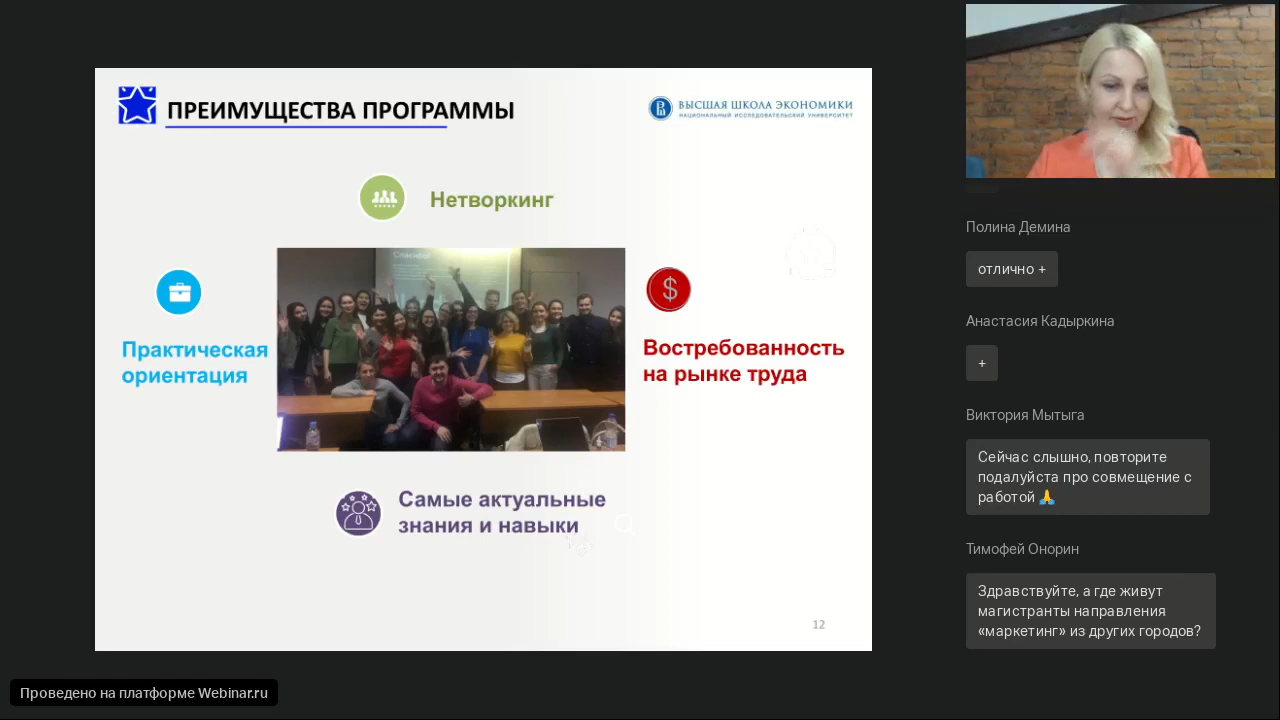 ПРЕИМУЩЕСТВА ПРОГРАММЫ
ВЫСШАЯ ШКОЛА ЭКОНОМИКИ
НАЦИОНАЛЬНЫЙ ИССЛЕДОВАТЕЛЬСКИЙ УНИВЕРСИТЕТ
Нетворкинг
Спасибо!
Практическая
ориентация
$
Востребованность
на рынке труда
Самые актуальные
знания и навыки
12
Проведено на платформе Webinar.ru
Полина Демина
отлично +
Анастасия Кадыркина
+
Виктория Мытыга
Сейчас слышно, повторите
подалуйста про совмещение с
работой 🙏
Тимофей Онорин
Здравствуйте, а где живут
магистранты направления
«маркетинг» из других городов?